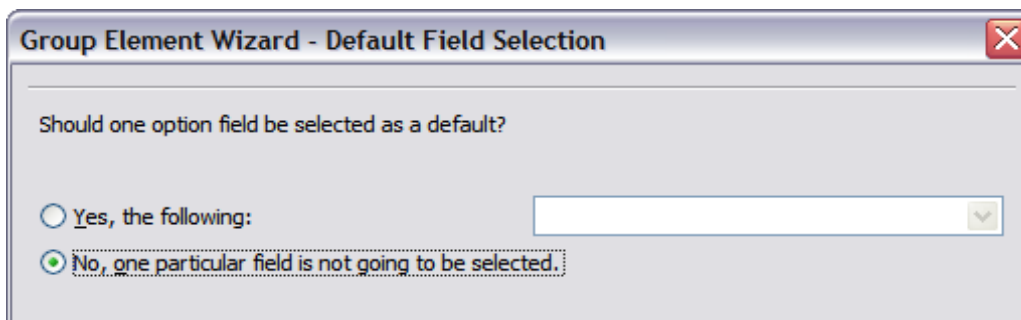 Group Element Wizard - Default Field Selection
Should one option field be selected as a default?
Yes, the following:
No, one particular field is not going to be selected.